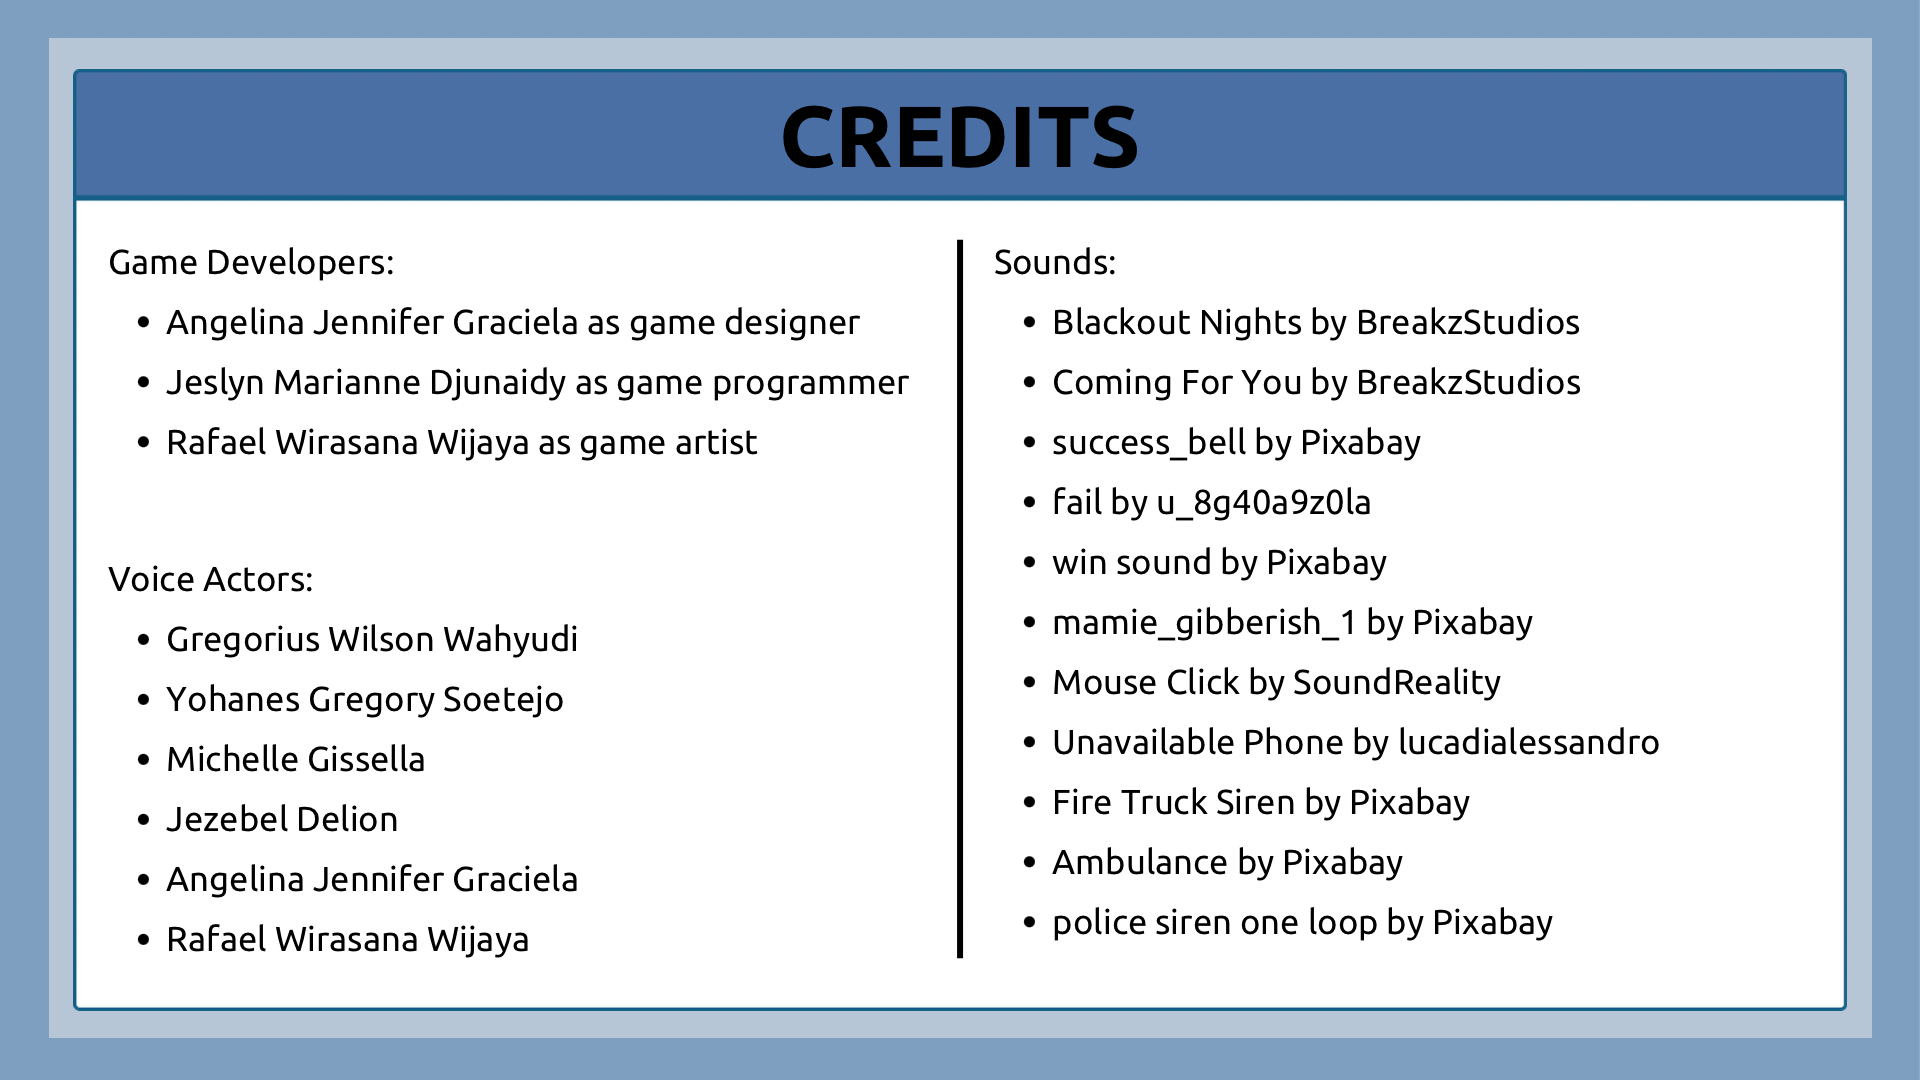 CREDITS
Game Developers:
• Angelina Jennifer Graciela as game designer
• Jeslyn Marianne Djunaidy as game programmer
• Rafael Wirasana Wijaya as game artist
Voice Actors:
• Gregorius Wilson Wahyudi
• Yohanes Gregory Soetejo
• Michelle Gissella
• Jezebel Delion
• Angelina Jennifer Graciela
• Rafael Wirasana Wijaya
Sounds:
• Blackout Nights by BreakzStudios
• Coming For You by BreakzStudios
• success_bell by Pixabay
• fail by u_8g40a9z0la
• win sound by Pixabay
• mamie_gibberish_1 by Pixabay
• Mouse Click by SoundReality
• Unavailable Phone by lucadialessandro
• Fire Truck Siren by Pixabay
• Ambulance by Pixabay
• police siren one loop by Pixabay